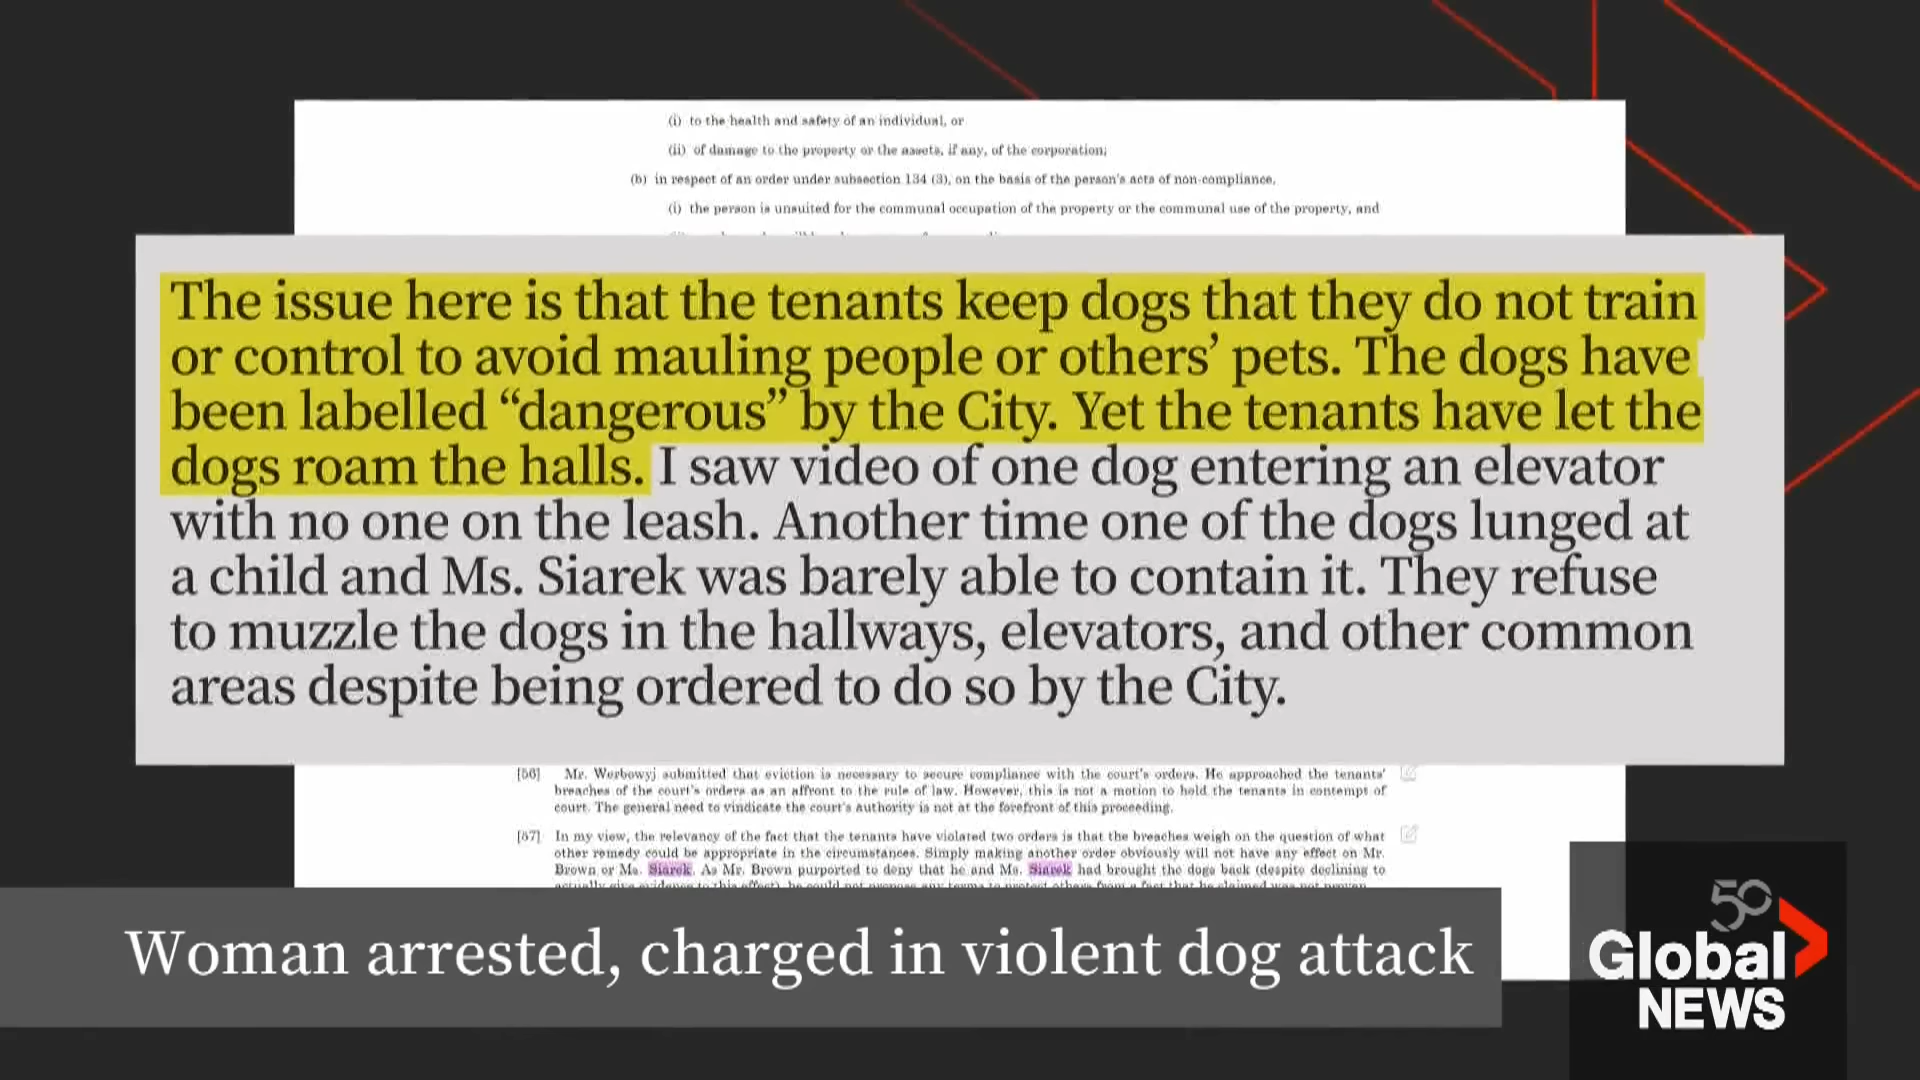 (i) to the health and safety of an individual, or
(ii) of damage to the property or the assets, if any, of the corporation;
(b) in respect of an order under subsection 134 (3), on the basis of the person's acts of non-compliance,
(i) the person is unsuited for the communal occupation of the property or the communal use of the property, and
The issue here is that the tenants keep dogs that they do not train
or control to avoid mauling people or others’ pets. The dogs have
been labelled “dangerous” by the City. Yet the tenants have let the
dogs roam the halls. I saw video of one dog entering an elevator
with no one on the leash. Another time one of the dogs lunged at
a child and Ms. Siarek was barely able to contain it. They refuse
to muzzle the dogs in the hallways, elevators, and other common
areas despite being ordered to do so by the City.
[56] Mr. Werbowyj submitted that eviction is necessary to secure compliance with the court's orders. He approached the tenants'
breaches of the court's orders as an affront to the rule of law. However, this is not a motion to hold the tenants in contempt of
court. The general need to vindicate the court's authority is not at the forefront of this proceeding.
[57] In my view, the relevancy of the fact that the tenants have violated two orders is that the breaches weigh on the question of what
other remedy could be appropriate in the circumstances. Simply making another order obviously will not have any effect on Mr.
Brown or Ms. Siarek. As Mr. Brown purported to deny that he and Ms. Siarek had brought the dogs back (despite declining to
Woman arrested, charged in violent dog attack
50
Global
NEWS